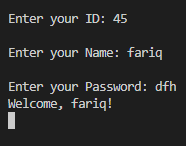 Enter your ID: 45
Enter your Name: fariq
Enter your Password: dfh
Welcome, fariq!